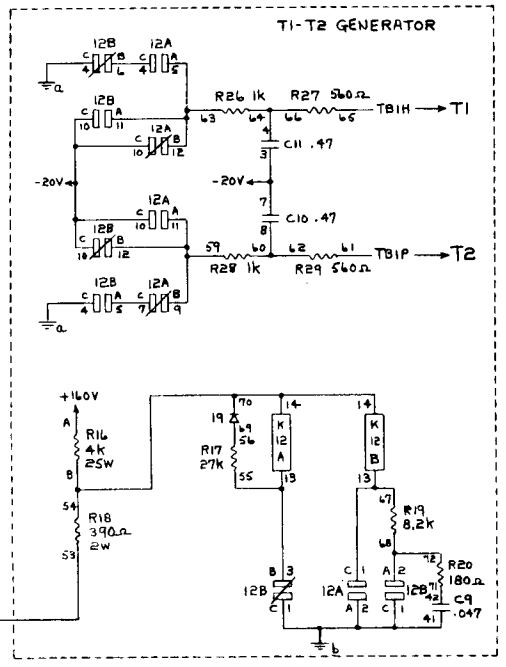 T1-T2 GENERATOR
12B 12A
C B C A
4 6 4 5
a
12B
C A
10 11
12A
C B
10 12
R26 1k R27 560Ω
63 64 66 65
TB1H → T1
4
3
C11 .47
-20V
-20V
7
8
C10 .47
12A
C A
10 11
12B
C B
10 12
59 60 62 61
R28 1k R29 560Ω
TB1P → T2
12B 12A
C A C B
4 5 7 9
a
+160V
A
R16
4k
25W
B
54
R18
390Ω
2W
53
70
19
69
56
R17
27k
55
14
K
12
A
13
14
K
12
B
13
67
R19
8.2k
68
72
R20
180Ω
71
42
C9
.047
41
B 3
12B
C 1
C 1
12A
A 2
A 2
12B
C 1
b